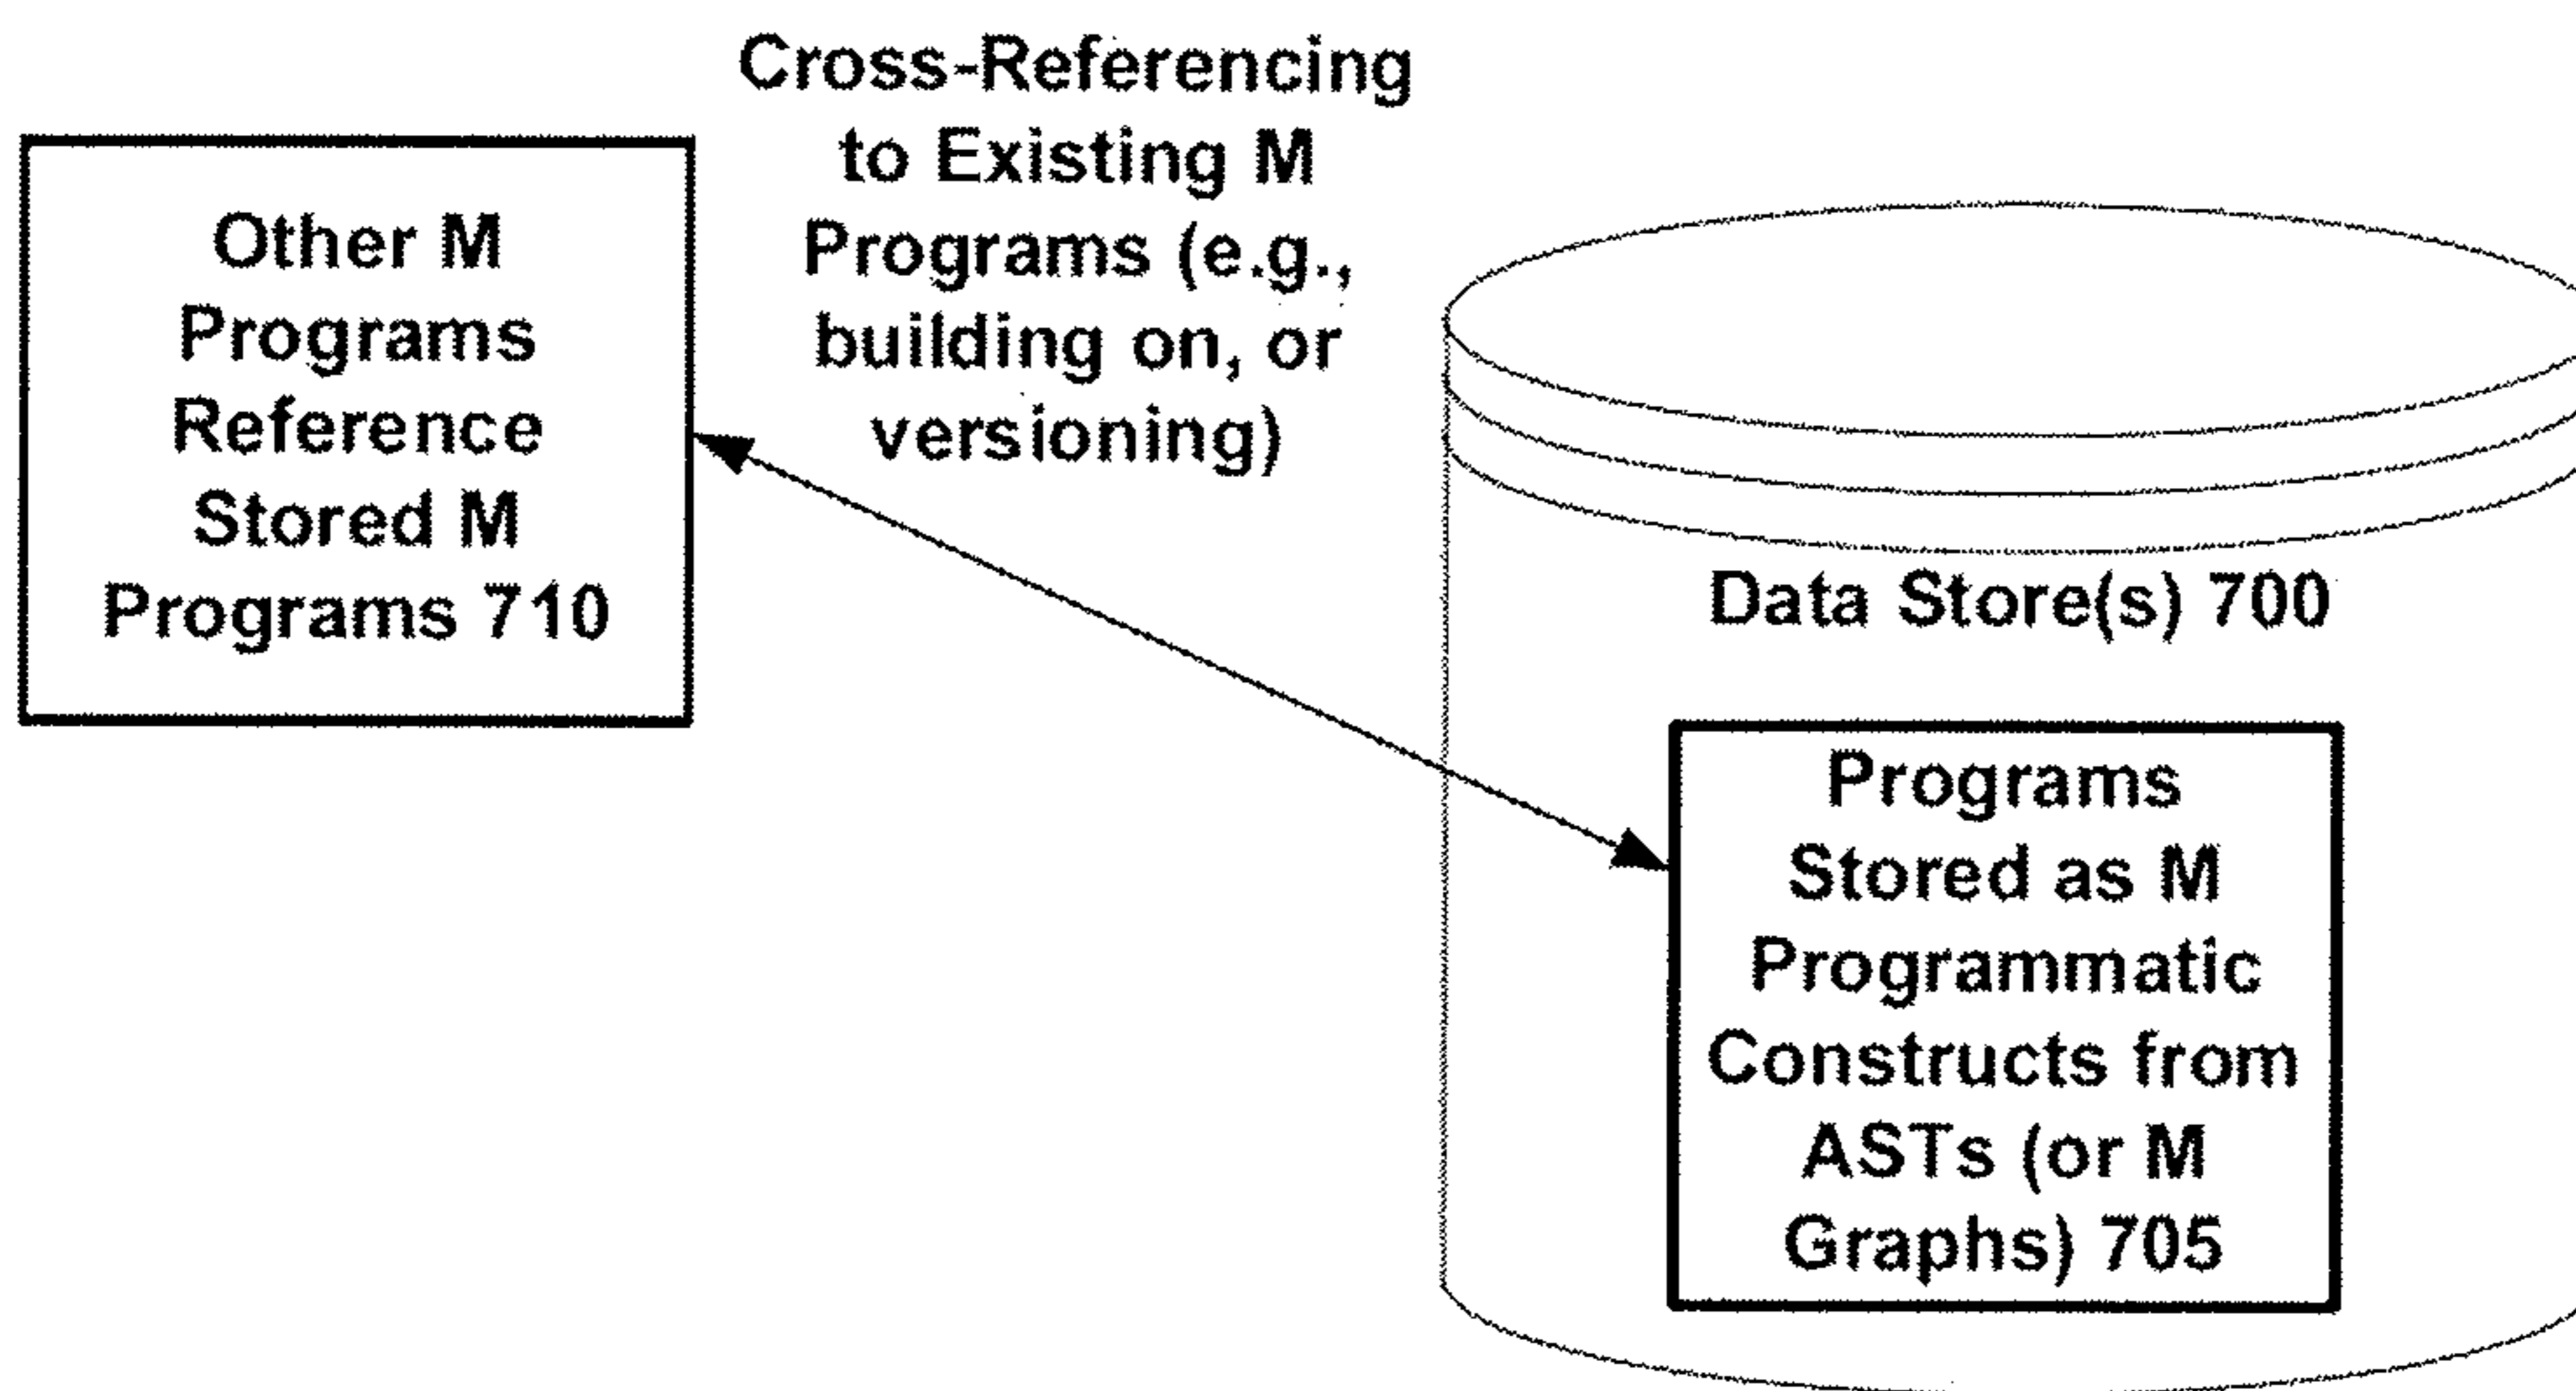 Cross-Referencing
to Existing M
Programs (e.g.,
building on, or
versioning)
Other M
Programs
Reference
Stored M
Programs 710
Data Store(s) 700
Programs
Stored as M
Programmatic
Constructs from
ASTs (or M
Graphs) 705